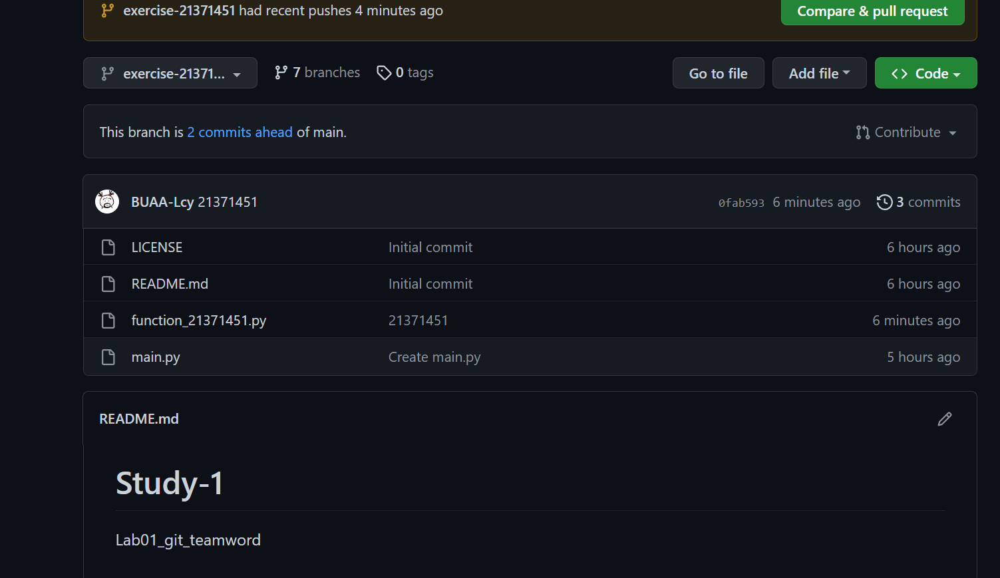 exercise-21371451 had recent pushes 4 minutes ago Compare & pull request
exercise-21371... 7 branches 0 tags Go to file Add file <> Code
This branch is 2 commits ahead of main. Contribute
BUAA-Lcy 21371451 0fab593 6 minutes ago 3 commits
LICENSE Initial commit 6 hours ago
README.md Initial commit 6 hours ago
function_21371451.py 21371451 6 minutes ago
main.py Create main.py 5 hours ago
README.md
Study-1
Lab01_git_teamword